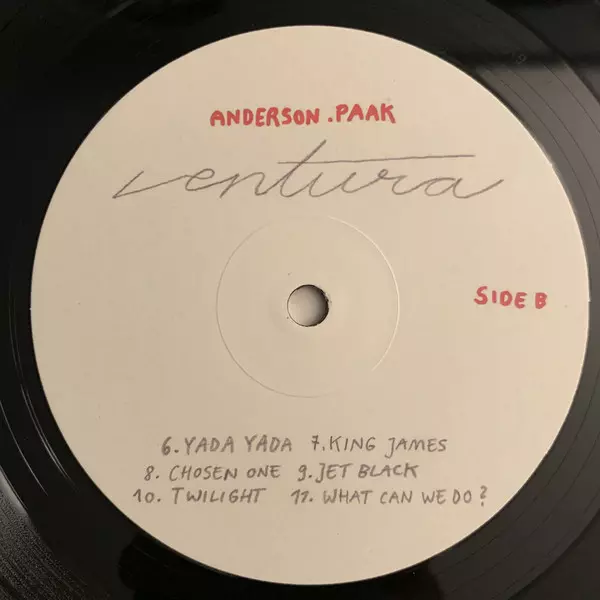 ANDERSON .PAAK
ventura
SIDE B
6. YADA YADA 7. KING JAMES
8. CHOSEN ONE 9. JET BLACK
10. TWILIGHT 11. WHAT CAN WE DO?